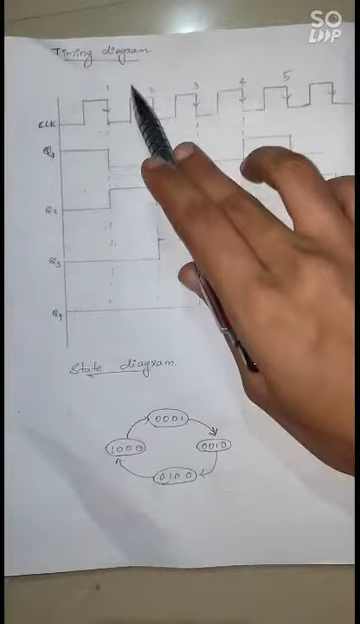 SO
LOOP
Timing diagram
1 2 3 4 5
CLK
Q1
Q2
Q3
Q4
State diagram
0001
1000 0010
0100